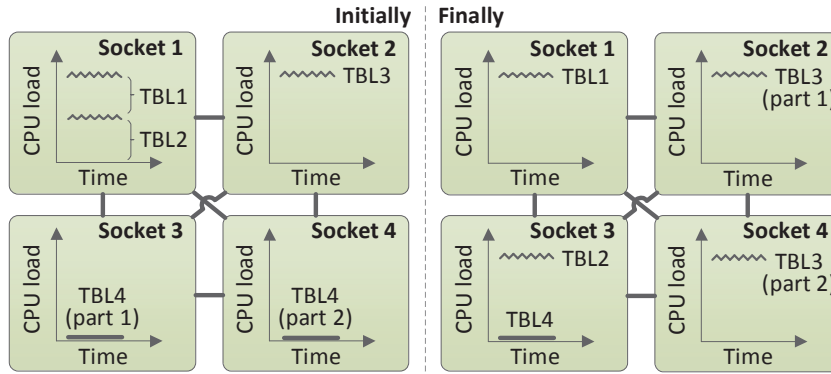 Initially
Finally
Socket 1
CPU load
TBL1
TBL2
Time
Socket 2
CPU load
TBL3
Time
Socket 3
CPU load
TBL4
(part 1)
Time
Socket 4
CPU load
TBL4
(part 2)
Time
Socket 1
CPU load
TBL1
Time
Socket 2
CPU load
TBL3
(part 1)
Time
Socket 3
CPU load
TBL2
TBL4
Time
Socket 4
CPU load
TBL3
(part 2)
Time